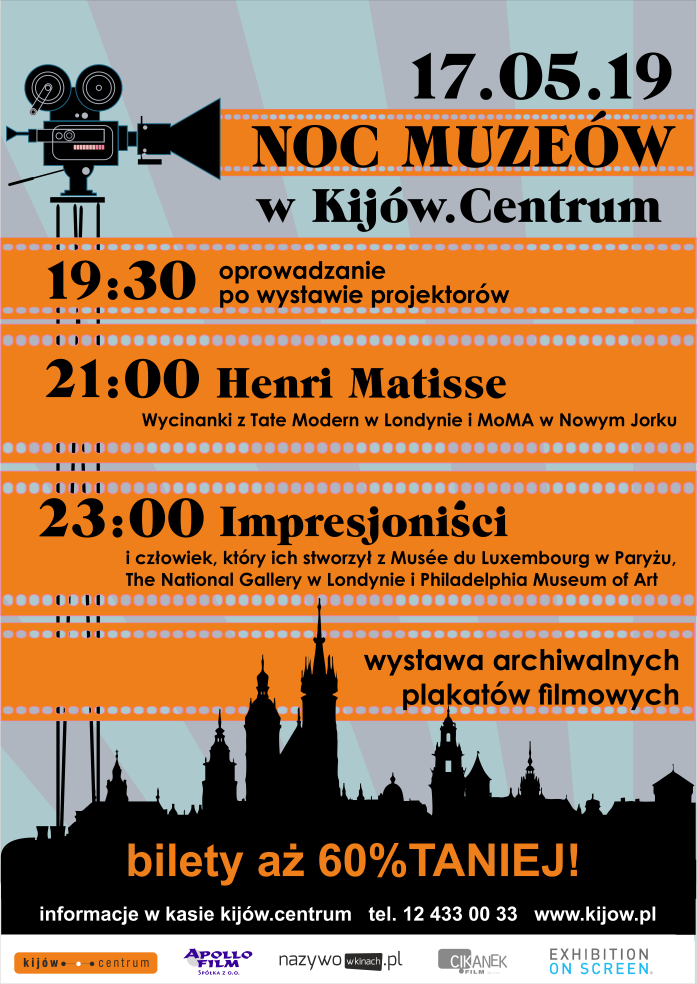 17.05.19
NOC MUZEÓW
w Kijów.Centrum
19:30 oprowadzanie
po wystawie projektorów
21:00 Henri Matisse
Wycinanki z Tate Modern w Londynie i MoMA w Nowym Jorku
23:00 Impresjoniści
i człowiek, który ich stworzył z Musée du Luxembourg w Paryżu,
The National Gallery w Londynie i Philadelphia Museum of Art
wystawa archiwalnych
plakatów filmowych
bilety aż 60%TANIEJ!
informacje w kasie kijów.centrum tel. 12 433 00 33 www.kijow.pl
kijów centrum
APOLLO
FILM
SPÓŁKA Z O.O.
nazywo w kinach .pl
CIKANEK
FILM
EXHIBITION
ON SCREEN